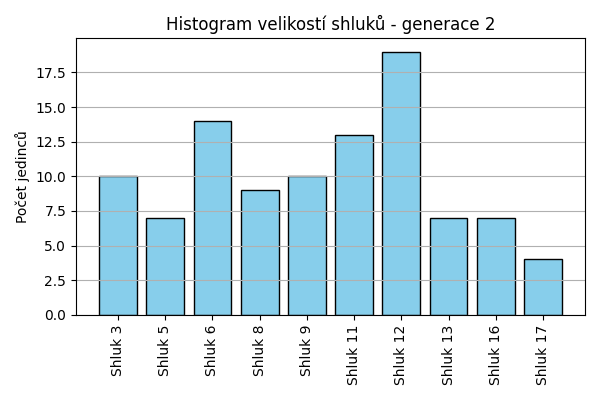 Histogram velikostí shluků - generace 2
Počet jedinců
17.5
15.0
12.5
10.0
7.5
5.0
2.5
0.0
Shluk 3
Shluk 5
Shluk 6
Shluk 8
Shluk 9
Shluk 11
Shluk 12
Shluk 13
Shluk 16
Shluk 17